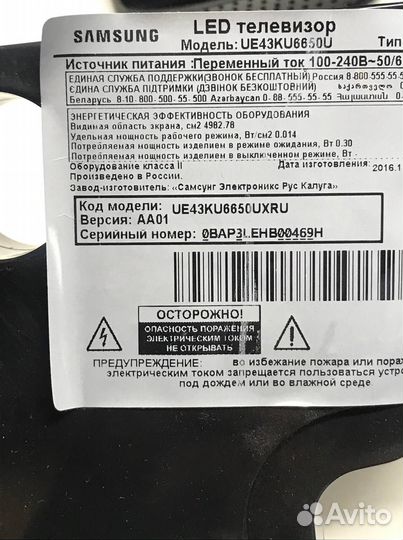 SAMSUNG
LED телевизор
Модель: UE43KU6650U Тип
Источник питания :Переменный ток 100-240В~50/6
ЕДИНАЯ СЛУЖБА ПОДДЕРЖКИ(ЗВОНОК БЕСПЛАТНЫЙ) Россия 8-800-555-55-5
ЄДИНА СЛУЖБА ПІДТРИМКИ (ДЗВІНОК БЕЗКОШТОВНИЙ)
Беларусь 8-10-800-500-55-500 Azərbaycan 0-88-555-55-55 Հայաստան
ЭНЕРГЕТИЧЕСКАЯ ЭФФЕКТИВНОСТЬ ОБОРУДОВАНИЯ
Видимая область экрана, см2 4982.78
Удельная мощность рабочего режима, Вт/см2 0.014
Потребляемая мощность изделием в режиме ожидания, Вт 0.30
Потребляемая мощность изделием в выключенном режиме, Вт -
Оборудование класса II Дата изготовления:
Произведено в России. 2016.1
Завод-изготовитель: «Самсунг Электроникс Рус Калуга»
Код модели: UE43KU6650UXRU
Версия: AA01
Серийный номер: 0BAP3LEHB00469H
ОСТОРОЖНО!
ОПАСНОСТЬ ПОРАЖЕНИЯ
ЭЛЕКТРИЧЕСКИМ ТОКОМ
НЕ ОТКРЫВАТЬ
ПРЕДУПРЕЖДЕНИЕ: во избежание пожара или пора
электрическим током запрещается пользоваться устро
под дождем или во влажной среде
Avito